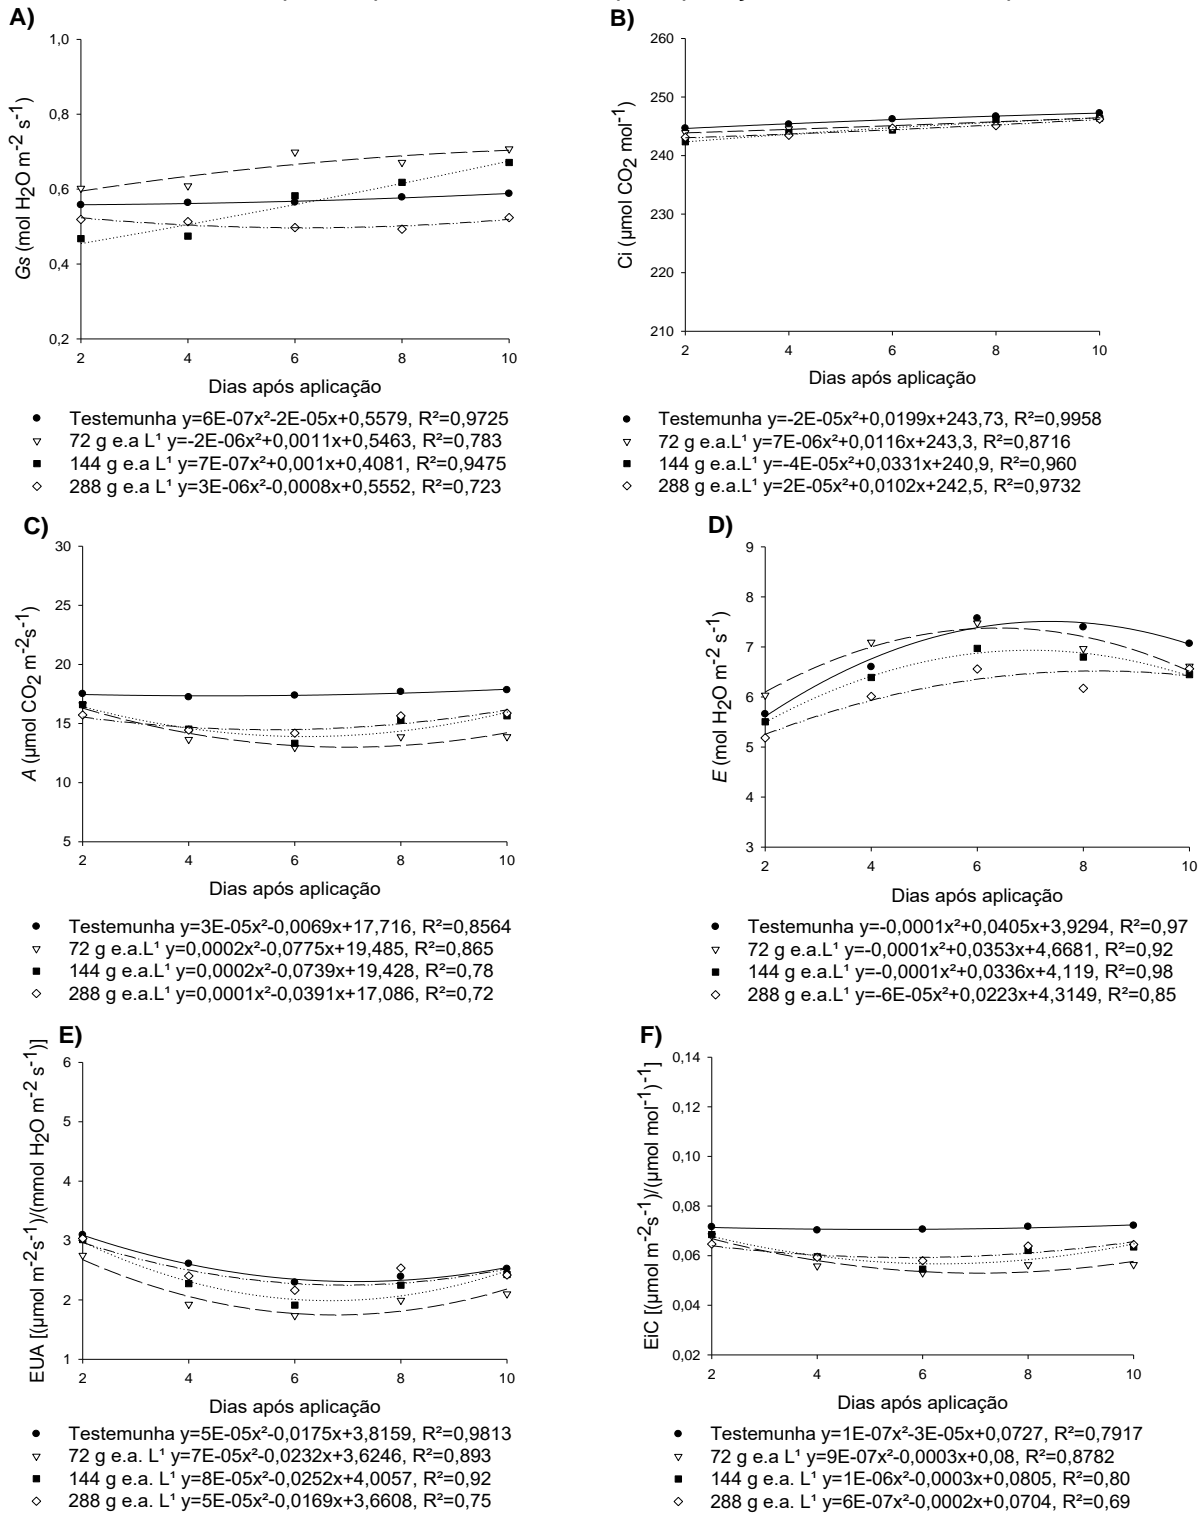 A)
1,0
0,8
0,6
0,4
0,2
Gs (mol H2O m-2 s-1)
2 4 6 8 10
Dias após aplicação
Testemunha y=6E-07x²-2E-05x+0,5579, R²=0,9725
72 g e.a L¹ y=-2E-06x²+0,0011x+0,5463, R²=0,783
144 g e.a L¹ y=7E-07x²+0,001x+0,4081, R²=0,9475
288 g e.a L¹ y=3E-06x²-0,0008x+0,5552, R²=0,723
B)
260
250
240
230
220
210
Ci (µmol CO2 mol-1)
2 4 6 8 10
Dias após aplicação
Testemunha y=-2E-05x²+0,0199x+243,73, R²=0,9958
72 g e.a.L¹ y=7E-06x²+0,0116x+243,3, R²=0,8716
144 g e.a.L¹ y=-4E-05x²+0,0331x+240,9, R²=0,960
288 g e.a.L¹ y=2E-05x²+0,0102x+242,5, R²=0,9732
C)
30
25
20
15
10
5
A (µmol CO2 m-2s-1)
2 4 6 8 10
Dias após aplicação
Testemunha y=3E-05x²-0,0069x+17,716, R²=0,8564
72 g e.a.L¹ y=0,0002x²-0,0775x+19,485, R²=0,865
144 g e.a.L¹ y=0,0002x²-0,0739x+19,428, R²=0,78
288 g e.a.L¹ y=0,0001x²-0,0391x+17,086, R²=0,72
D)
9
8
7
6
5
4
3
E (mol H2O m-2 s-1)
2 4 6 8 10
Dias após aplicação
Testemunha y=-0,0001x²+0,0405x+3,9294, R²=0,97
72 g e.a.L¹ y=-0,0001x²+0,0353x+4,6681, R²=0,92
144 g e.a.L¹ y=-0,0001x²+0,0336x+4,119, R²=0,98
288 g e.a.L¹ y=-6E-05x²+0,0223x+4,3149, R²=0,85
E)
6
5
4
3
2
1
EUA [(µmol m-2s-1)/(mmol H2O m-2 s-1)]
2 4 6 8 10
Dias após aplicação
Testemunha y=5E-05x²-0,0175x+3,8159, R²=0,9813
72 g e.a. L¹ y=7E-05x²-0,0232x+3,6246, R²=0,893
144 g e.a. L¹ y=8E-05x²-0,0252x+4,0057, R²=0,92
288 g e.a. L¹ y=5E-05x²-0,0169x+3,6608, R²=0,75
F)
0,14
0,12
0,10
0,08
0,06
0,04
0,02
EiC [(µmol m-2s-1)/(µmol mol-1)-1]
2 4 6 8 10
Dias após aplicação
Testemunha y=1E-07x²-3E-05x+0,0727, R²=0,7917
72 g e.a L¹ y=9E-07x²-0,0003x+0,08, R²=0,8782
144 g e.a. L¹ y=1E-06x²-0,0003x+0,0805, R²=0,80
288 g e.a. L¹ y=6E-07x²-0,0002x+0,0704, R²=0,69